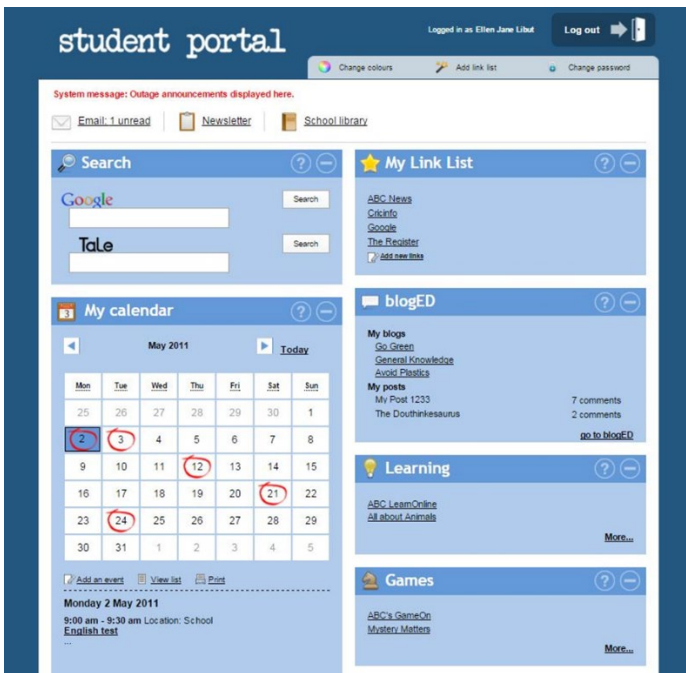 student portal
Logged in as Ellen Jane Libut
Log out
Change colours
Add link list
Change password
System message: Outage announcements displayed here.
Email: 1 unread
Newsletter
School library
Search
Google
Search
TaLe
Search
My calendar
3
May 2011
Today
Mon Tue Wed Thu Fri Sat Sun
25 26 27 28 29 30 1
2 3 4 5 6 7 8
9 10 11 12 13 14 15
16 17 18 19 20 21 22
23 24 25 26 27 28 29
30 31 1 2 3 4 5
Add an event View list Print
Monday 2 May 2011
9:00 am - 9:30 am Location: School
English test
...
My Link List
ABC News
Cricinfo
Google
The Register
Add new links
blogED
My blogs
Go Green
General Knowledge
Avoid Plastics
My posts
My Post 1233 7 comments
The Douthinkesaurus 2 comments
go to blogED
Learning
ABC LearnOnline
All about Animals
More...
Games
ABC's GameOn
Mystery Matters
More...